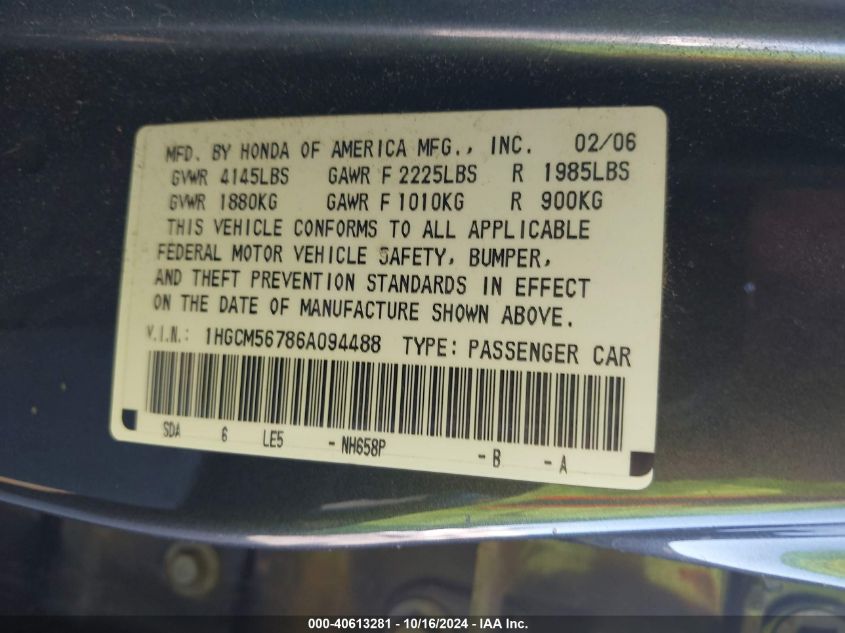 MFD. BY HONDA OF AMERICA MFG., INC. 02/06
GVWR 4145LBS GAWR F 2225LBS R 1985LBS
GVWR 1880KG GAWR F 1010KG R 900KG
THIS VEHICLE CONFORMS TO ALL APPLICABLE
FEDERAL MOTOR VEHICLE SAFETY, BUMPER,
AND THEFT PREVENTION STANDARDS IN EFFECT
ON THE DATE OF MANUFACTURE SHOWN ABOVE.
V.I.N.: 1HGCM56786A094488 TYPE: PASSENGER CAR
SDA 6 LE5 - NH658P - B - A
000-40613281 - 10/16/2024 - IAA Inc.